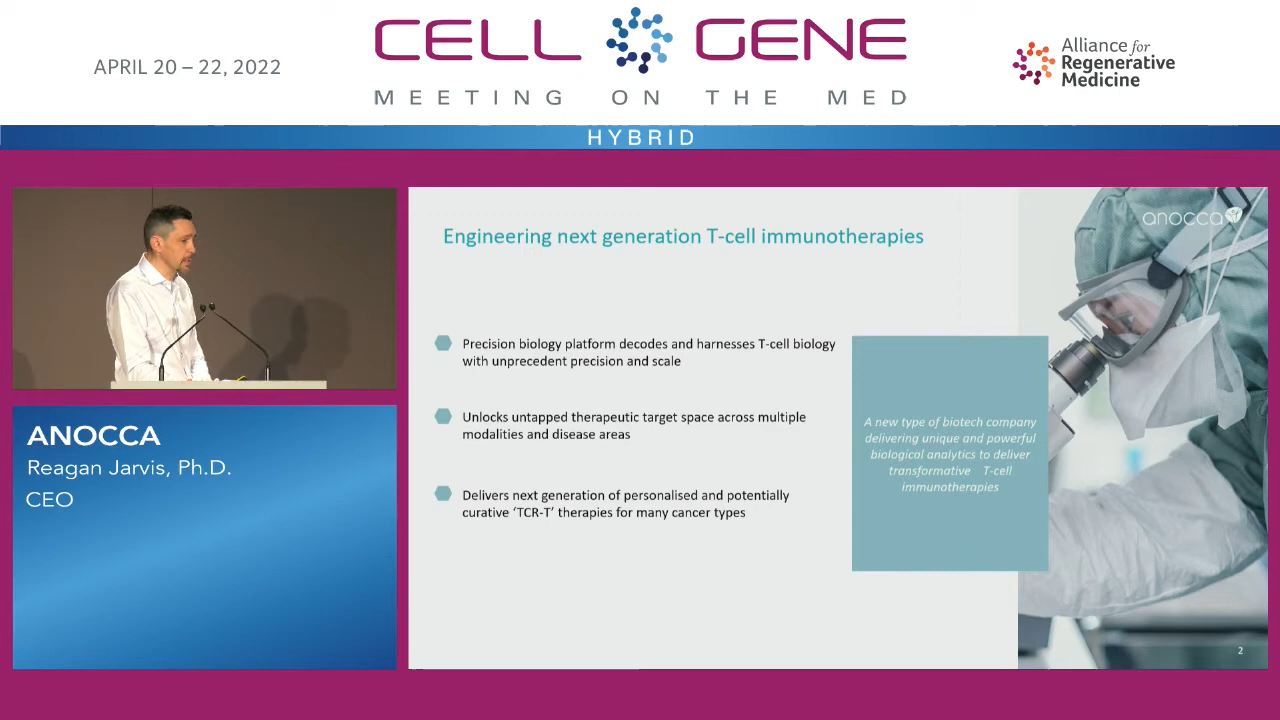 APRIL 20 – 22, 2022
CELL GENE
MEETING ON THE MED
Alliance for
Regenerative
Medicine
HYBRID
ANOCCA
Reagan Jarvis, Ph.D.
CEO
anocca
Engineering next generation T-cell immunotherapies
Precision biology platform decodes and harnesses T-cell biology
with unprecedent precision and scale
Unlocks untapped therapeutic target space across multiple
modalities and disease areas
Delivers next generation of personalised and potentially
curative ‘TCR-T’ therapies for many cancer types
A new type of biotech company
delivering unique and powerful
biological analytics to deliver
transformative T-cell
immunotherapies
2